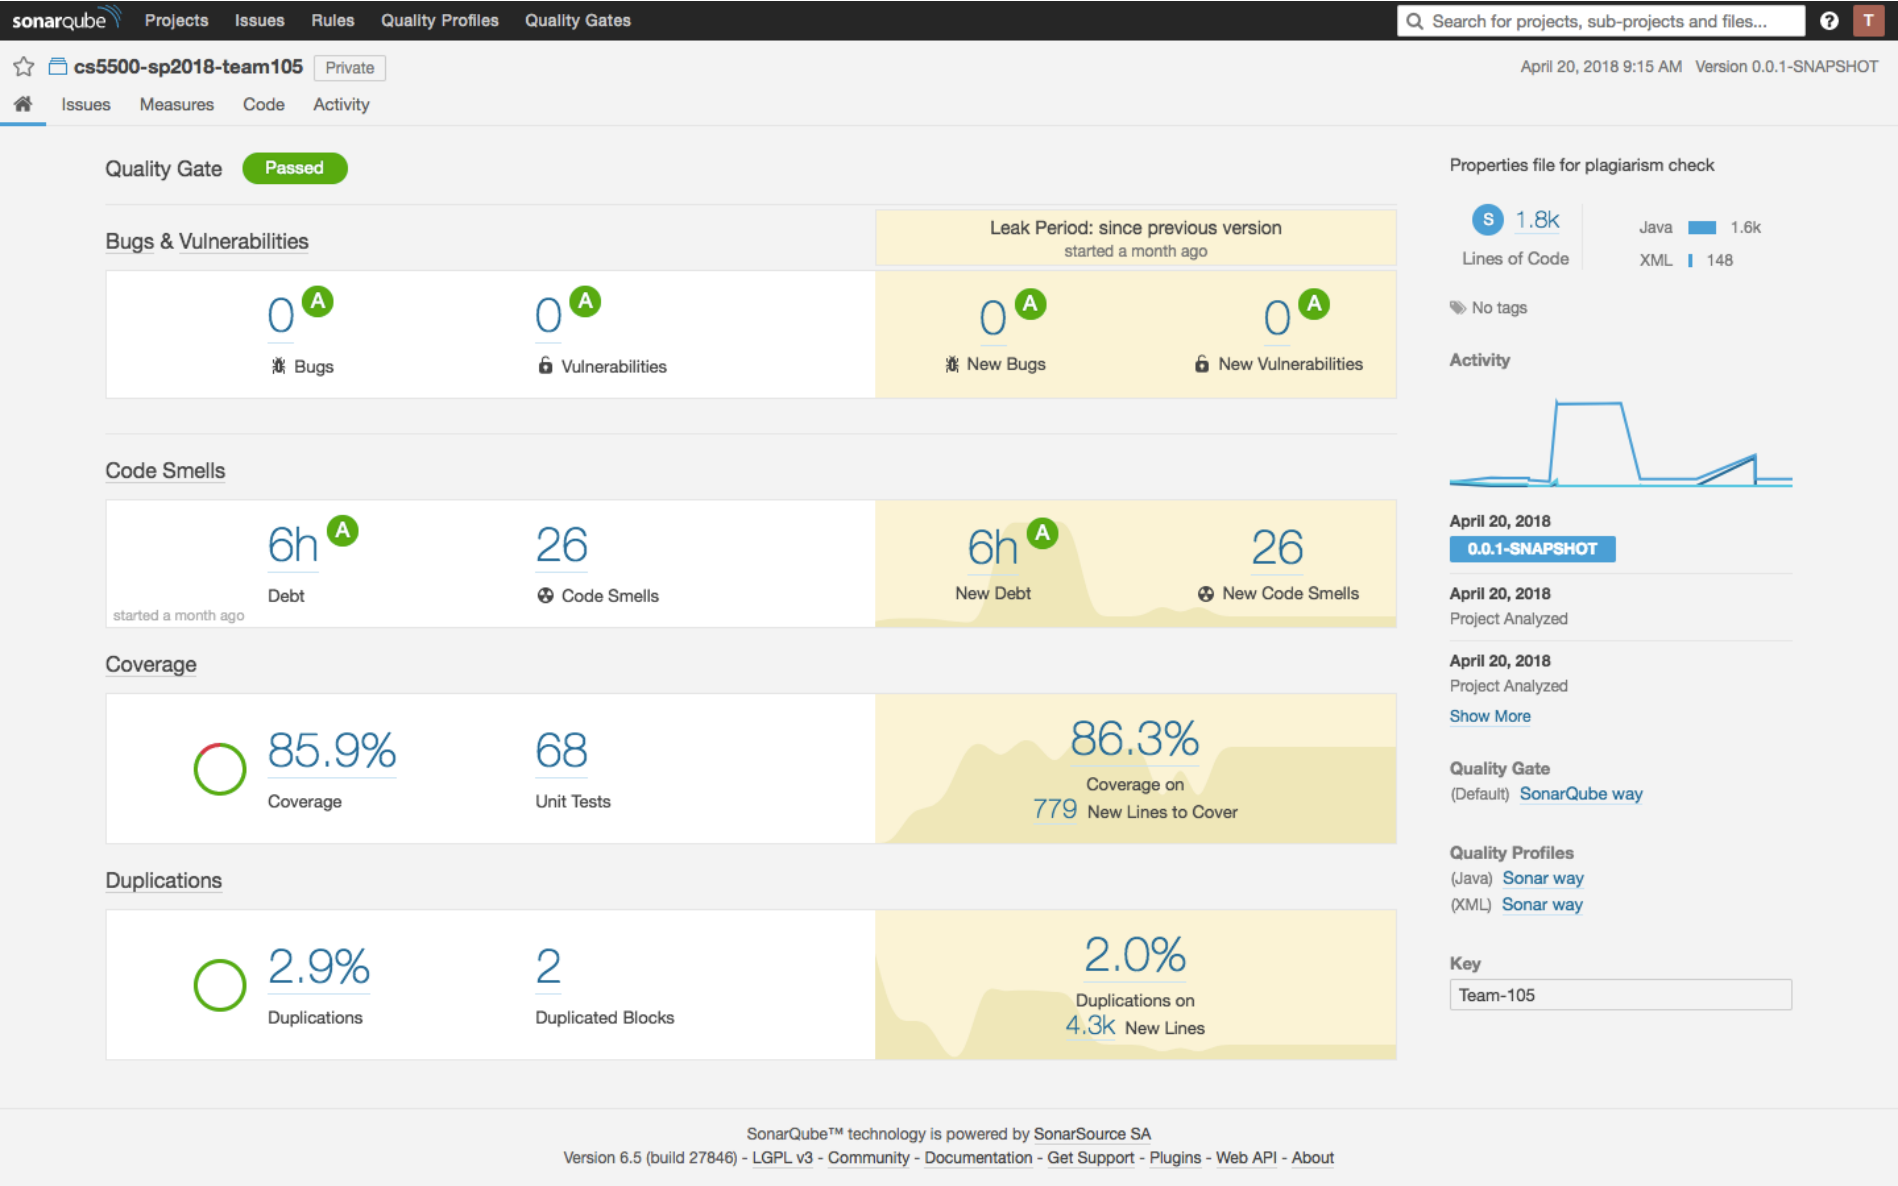 sonarqube Projects Issues Rules Quality Profiles Quality Gates Search for projects, sub-projects and files... ? T
cs5500-sp2018-team105 Private April 20, 2018 9:15 AM Version 0.0.1-SNAPSHOT
Issues Measures Code Activity
Quality Gate Passed
Bugs & Vulnerabilities
Leak Period: since previous version
started a month ago
0 A 0 A
Bugs Vulnerabilities
0 A 0 A
New Bugs New Vulnerabilities
Code Smells
6h A 26
Debt Code Smells
started a month ago
6h A 26
New Debt New Code Smells
Coverage
85.9% 68
Coverage Unit Tests
86.3%
Coverage on
779 New Lines to Cover
Duplications
2.9% 2
Duplications Duplicated Blocks
2.0%
Duplications on
4.3k New Lines
Properties file for plagiarism check
S 1.8k
Lines of Code
Java 1.6k
XML 148
No tags
Activity
April 20, 2018
0.0.1-SNAPSHOT
April 20, 2018
Project Analyzed
April 20, 2018
Project Analyzed
Show More
Quality Gate
(Default) SonarQube way
Quality Profiles
(Java) Sonar way
(XML) Sonar way
Key
Team-105
SonarQube™ technology is powered by SonarSource SA
Version 6.5 (build 27846) - LGPL v3 - Community - Documentation - Get Support - Plugins - Web API - About